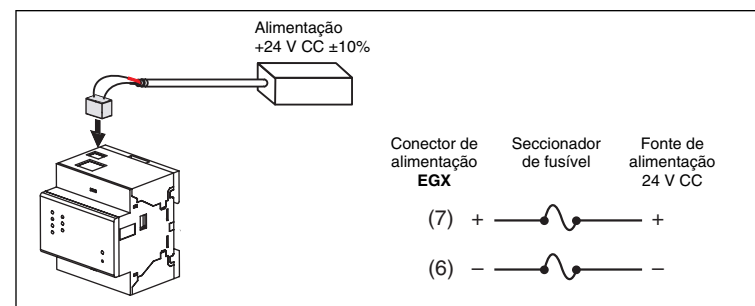 Alimentação
+24 V CC ±10%
Conector de
alimentação
EGX
Seccionador
de fusível
Fonte de
alimentação
24 V CC
(7) + +
(6) – –